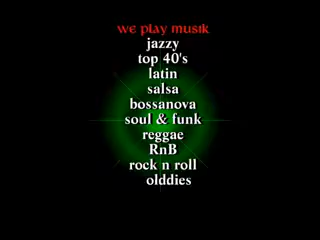 we play musik
jazzy
top 40's
latin
salsa
bossanova
soul & funk
reggae
RnB
rock n roll
olddies